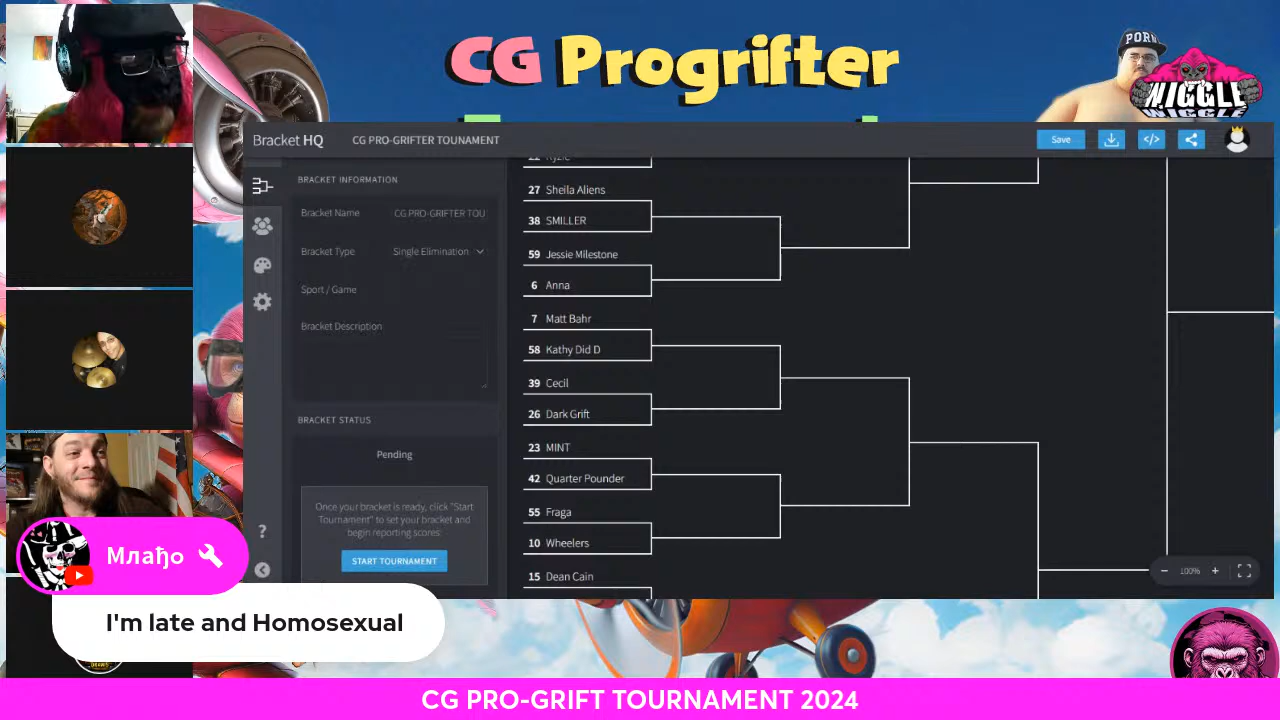 CG Progrifter
PORN
NIGGLE
WIGGLE
Bracket HQ
CG PRO-GRIFTER TOUNAMENT
Save
BRACKET INFORMATION
Bracket Name
CG PRO-GRIFTER TOU
Bracket Type
Single Elimination
Sport / Game
Bracket Description
BRACKET STATUS
Pending
Once your bracket is ready, click "Start
Tournament" to set your bracket and
begin reporting scores:
START TOURNAMENT
?
27 Sheila Aliens
38 SMILLER
59 Jessie Milestone
6 Anna
7 Matt Bahr
58 Kathy Did D
39 Cecil
26 Dark Grift
23 MINT
42 Quarter Pounder
55 Fraga
10 Wheelers
15 Dean Cain
100%
Млађо
I'm late and Homosexual
CG PRO-GRIFT TOURNAMENT 2024